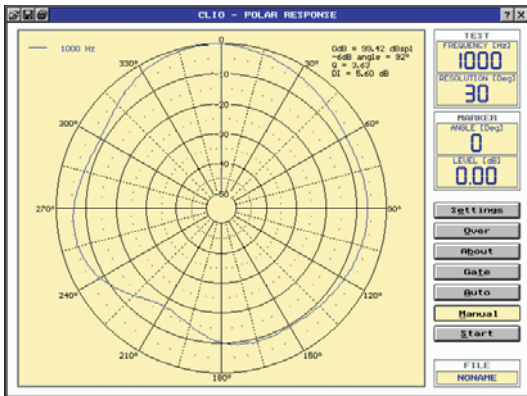 CLIO - POLAR RESPONSE
1000 Hz
0dB = 99.42 dBspl
-6dB angle = 92°
Q = 3.63
DI = 5.60 dB
0
330°
30°
-10
300°
-20
60°
-30
-40
-50
270°
90°
240°
120°
210°
150°
180°
TEST
FREQUENCY [Hz]
1000
RESOLUTION [Deg]
30
MARKER
ANGLE [Deg]
0
LEVEL [dB]
0.00
Settings
Over
About
Gate
Auto
Manual
Start
FILE
NONAME